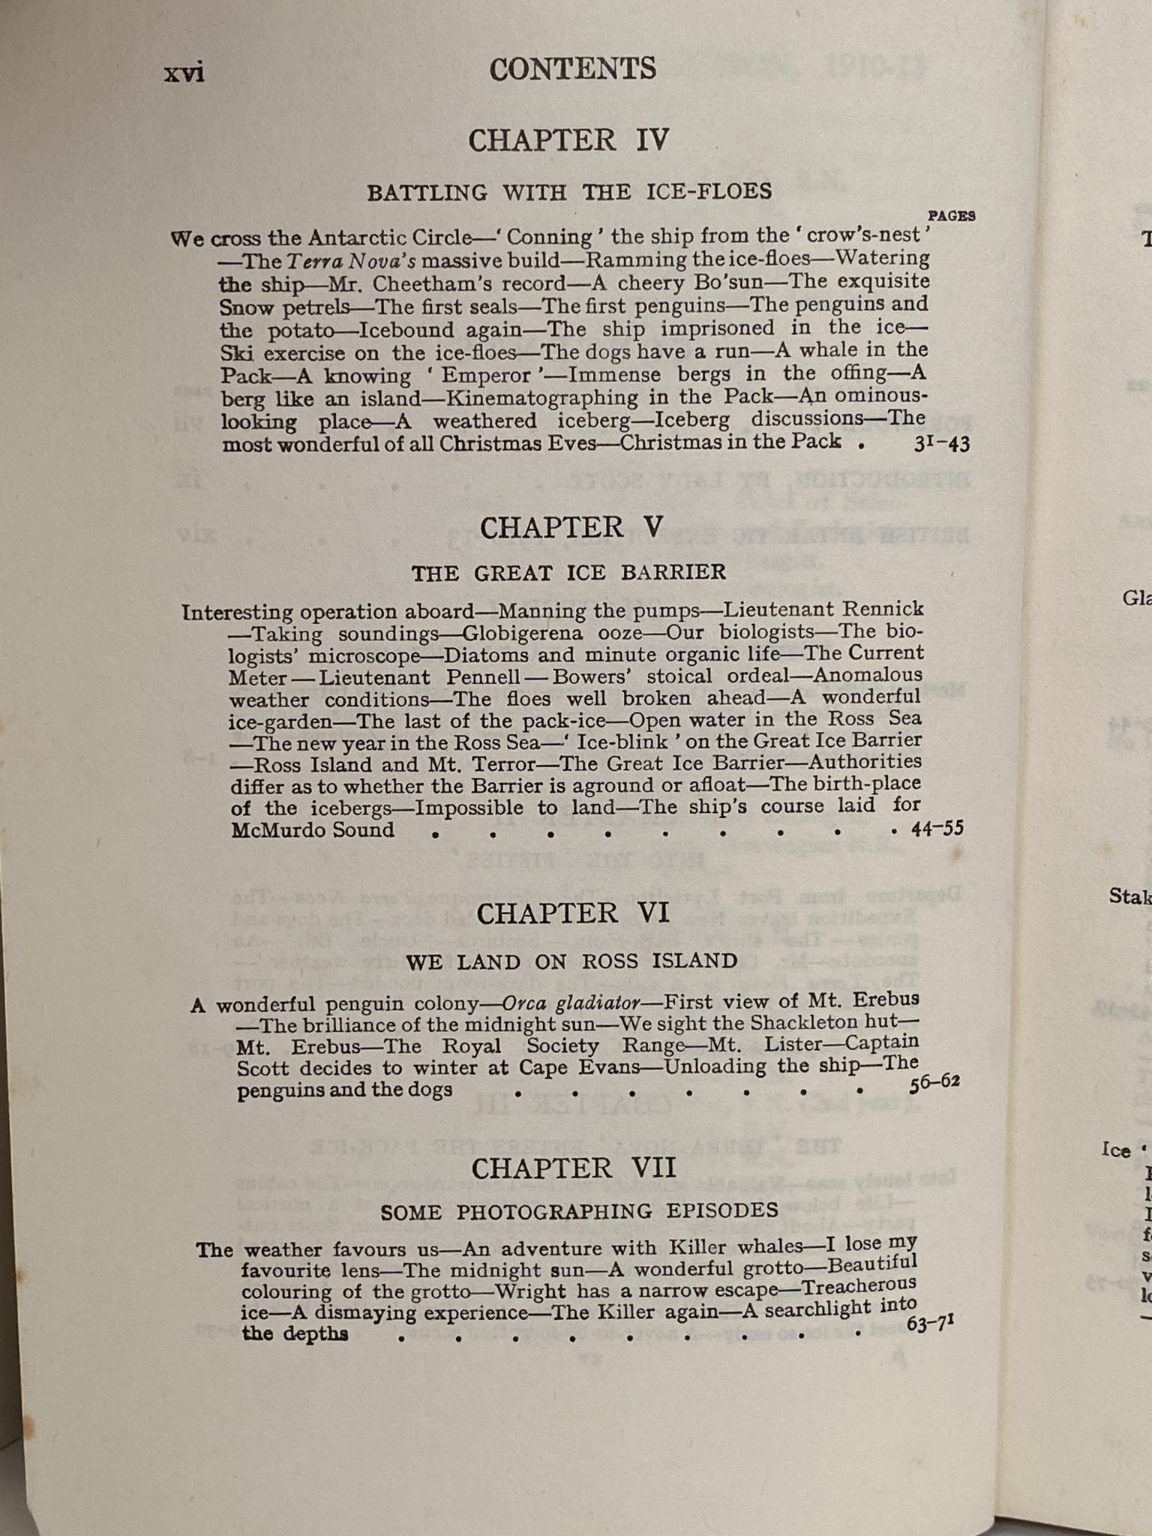 xvi CONTENTS
CHAPTER IV
BATTLING WITH THE ICE-FLOES
PAGES
We cross the Antarctic Circle—‘ Conning ’ the ship from the ‘ crow's-nest ’
—The Terra Nova's massive build—Ramming the ice-floes—Watering
the ship—Mr. Cheetham's record—A cheery Bo'sun—The exquisite
Snow petrels—The first seals—The first penguins—The penguins and
the potato—Icebound again—The ship imprisoned in the ice—
Ski exercise on the ice-floes—The dogs have a run—A whale in the
Pack—A knowing ‘ Emperor ’—Immense bergs in the offing—A
berg like an island—Kinematographing in the Pack—An ominous-
looking place—A weathered iceberg—Iceberg discussions—The
most wonderful of all Christmas Eves—Christmas in the Pack . 31–43
CHAPTER V
THE GREAT ICE BARRIER
Interesting operation aboard—Manning the pumps—Lieutenant Rennick
—Taking soundings—Globigerena ooze—Our biologists—The bio-
logists' microscope—Diatoms and minute organic life—The Current
Meter—Lieutenant Pennell—Bowers' stoical ordeal—Anomalous
weather conditions—The floes well broken ahead—A wonderful
ice-garden—The last of the pack-ice—Open water in the Ross Sea
—The new year in the Ross Sea—‘ Ice-blink ’ on the Great Ice Barrier
—Ross Island and Mt. Terror—The Great Ice Barrier—Authorities
differ as to whether the Barrier is aground or afloat—The birth-place
of the icebergs—Impossible to land—The ship's course laid for
McMurdo Sound . . . . . . . . . 44–55
CHAPTER VI
WE LAND ON ROSS ISLAND
A wonderful penguin colony—Orca gladiator—First view of Mt. Erebus
—The brilliance of the midnight sun—We sight the Shackleton hut—
Mt. Erebus—The Royal Society Range—Mt. Lister—Captain
Scott decides to winter at Cape Evans—Unloading the ship—The
penguins and the dogs . . . . . . . 56–62
CHAPTER VII
SOME PHOTOGRAPHING EPISODES
The weather favours us—An adventure with Killer whales—I lose my
favourite lens—The midnight sun—A wonderful grotto—Beautiful
colouring of the grotto—Wright has a narrow escape—Treacherous
ice—A dismaying experience—The Killer again—A searchlight into
the depths . . . . . . . . . 63–71
Ice